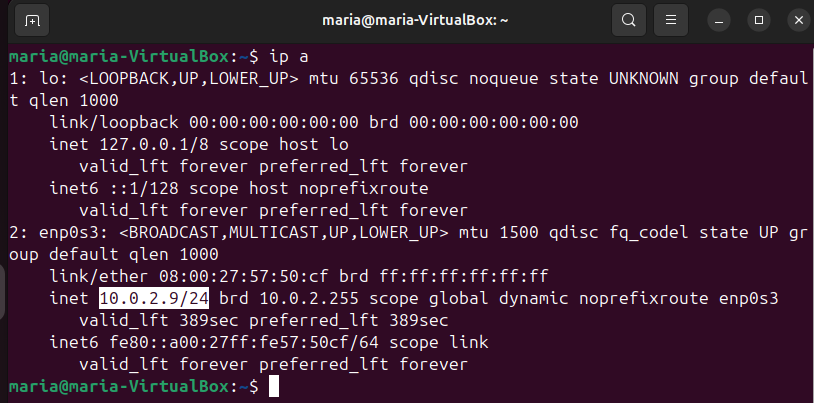 maria@maria-VirtualBox: ~
maria@maria-VirtualBox:~$ ip a
1: lo: <LOOPBACK,UP,LOWER_UP> mtu 65536 qdisc noqueue state UNKNOWN group defaul
t qlen 1000
    link/loopback 00:00:00:00:00:00 brd 00:00:00:00:00:00
    inet 127.0.0.1/8 scope host lo
       valid_lft forever preferred_lft forever
    inet6 ::1/128 scope host noprefixroute
       valid_lft forever preferred_lft forever
2: enp0s3: <BROADCAST,MULTICAST,UP,LOWER_UP> mtu 1500 qdisc fq_codel state UP gr
oup default qlen 1000
    link/ether 08:00:27:57:50:cf brd ff:ff:ff:ff:ff:ff
    inet 10.0.2.9/24 brd 10.0.2.255 scope global dynamic noprefixroute enp0s3
       valid_lft 389sec preferred_lft 389sec
    inet6 fe80::a00:27ff:fe57:50cf/64 scope link
       valid_lft forever preferred_lft forever
maria@maria-VirtualBox:~$